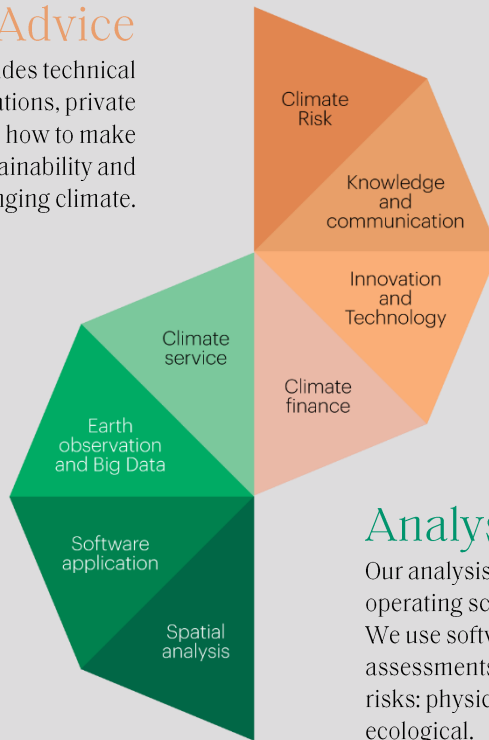 Advice
des technical
ations, private
how to make
ainability and
nging climate.
Climate
Risk
Knowledge
and
communication
Innovation
and
Technology
Climate
finance
Climate
service
Earth
observation
and Big Data
Software
application
Spatial
analysis
Analys
Our analysis
operating sc
We use softw
assessments
risks: physic
ecological.